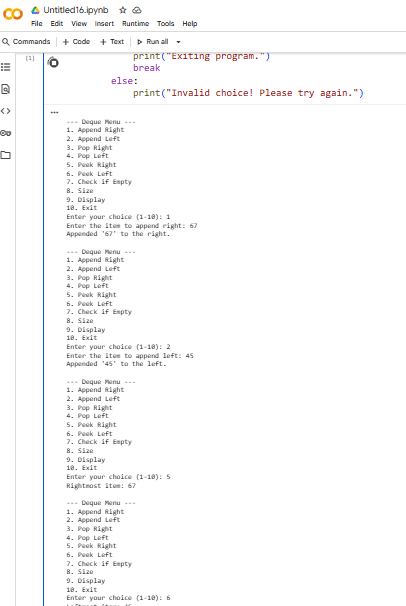 Untitled16.ipynb
File Edit View Insert Runtime Tools Help
Commands + Code + Text Run all
[1]
print("Exiting program.")
break
else:
print("Invalid choice! Please try again.")
--- Deque Menu ---
1. Append Right
2. Append Left
3. Pop Right
4. Pop Left
5. Peek Right
6. Peek Left
7. Check if Empty
8. Size
9. Display
10. Exit
Enter your choice (1-10): 1
Enter the item to append right: 67
Appended '67' to the right.
--- Deque Menu ---
1. Append Right
2. Append Left
3. Pop Right
4. Pop Left
5. Peek Right
6. Peek Left
7. Check if Empty
8. Size
9. Display
10. Exit
Enter your choice (1-10): 2
Enter the item to append left: 45
Appended '45' to the left.
--- Deque Menu ---
1. Append Right
2. Append Left
3. Pop Right
4. Pop Left
5. Peek Right
6. Peek Left
7. Check if Empty
8. Size
9. Display
10. Exit
Enter your choice (1-10): 5
Rightmost item: 67
--- Deque Menu ---
1. Append Right
2. Append Left
3. Pop Right
4. Pop Left
5. Peek Right
6. Peek Left
7. Check if Empty
8. Size
9. Display
10. Exit
Enter your choice (1-10): 6